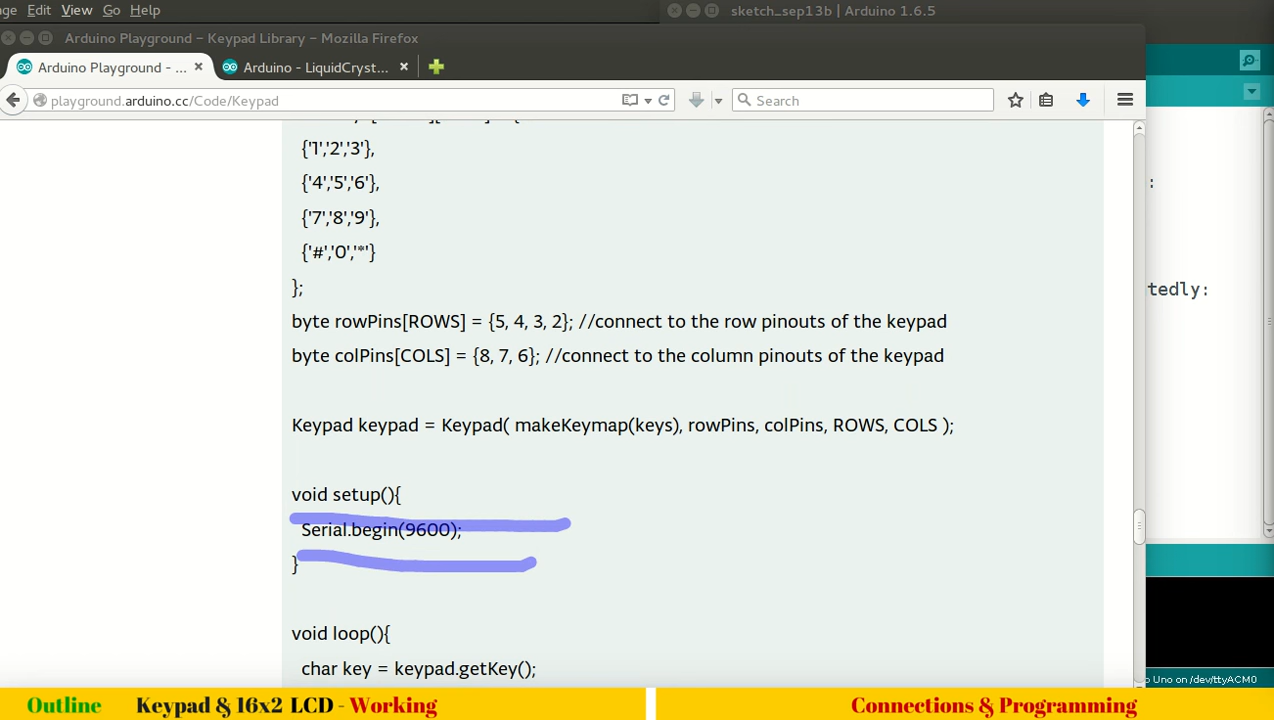 ge Edit View Go Help
sketch_sep13b | Arduino 1.6.5
Arduino Playground – Keypad Library – Mozilla Firefox
Arduino Playground - ... Arduino - LiquidCryst...
playground.arduino.cc/Code/Keypad Search
{'1','2','3'},
{'4','5','6'},
{'7','8','9'},
{'#','0','*'}
};
byte rowPins[ROWS] = {5, 4, 3, 2}; //connect to the row pinouts of the keypad
byte colPins[COLS] = {8, 7, 6}; //connect to the column pinouts of the keypad
Keypad keypad = Keypad( makeKeymap(keys), rowPins, colPins, ROWS, COLS );
void setup(){
Serial.begin(9600);
}
void loop(){
char key = keypad.getKey();
:
tedly:
o Uno on /dev/ttyACM0
Outline Keypad & 16x2 LCD - Working Connections & Programming